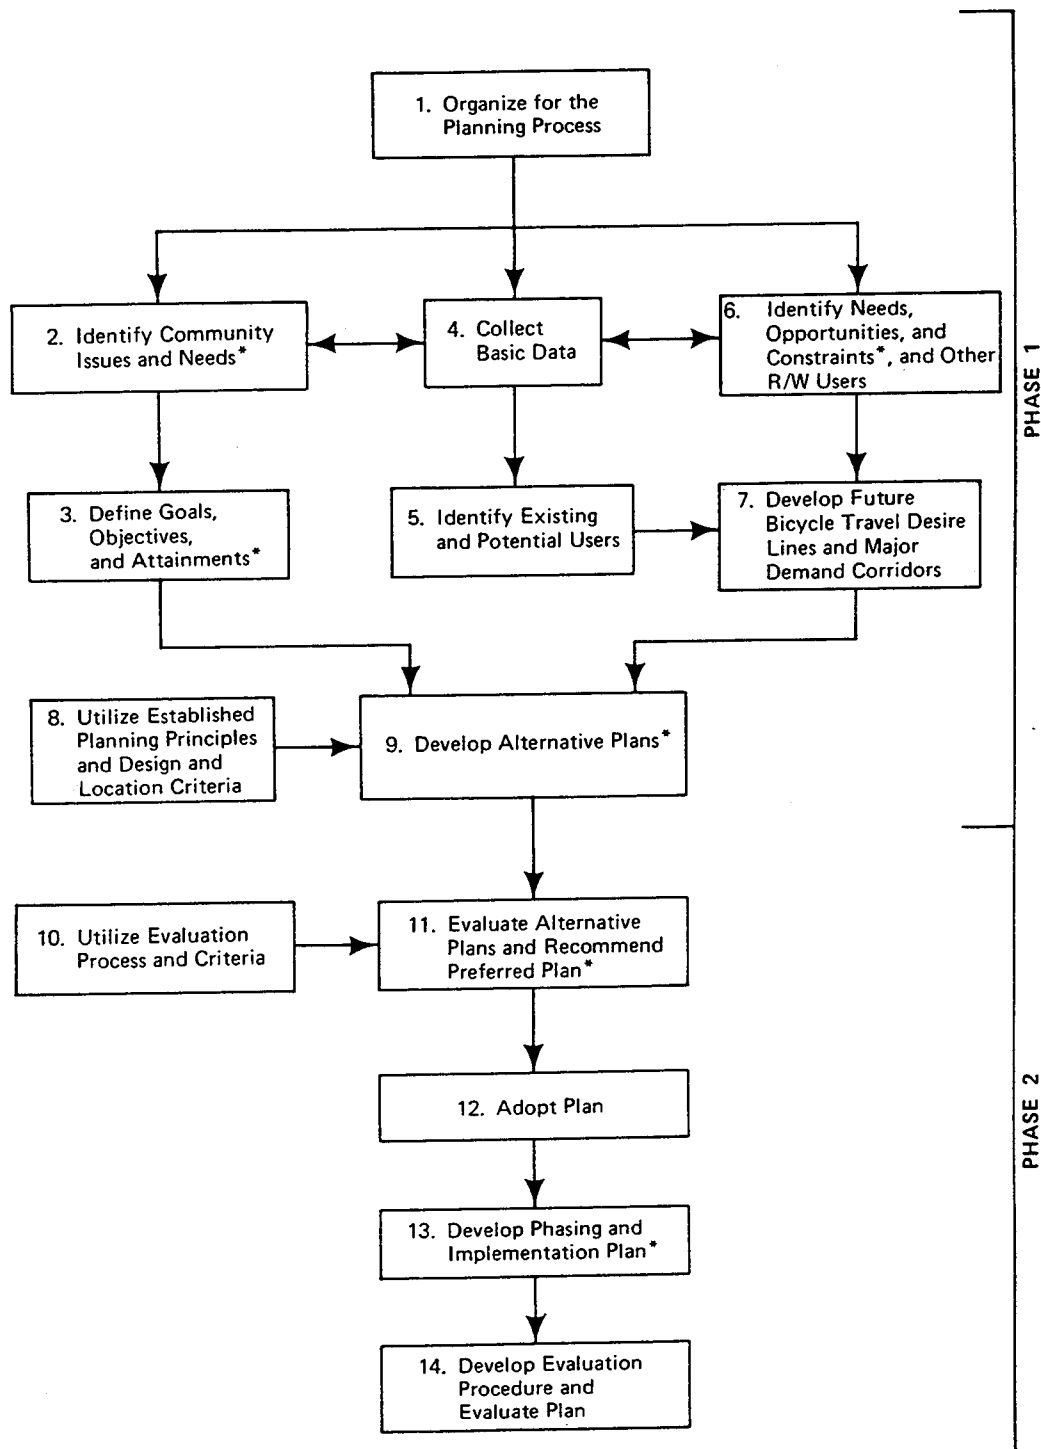 1. Organize for the
Planning Process
2. Identify Community
Issues and Needs*
4. Collect
Basic Data
6. Identify Needs,
Opportunities, and
Constraints*, and Other
R/W Users
3. Define Goals,
Objectives,
and Attainments*
5. Identify Existing
and Potential Users
7. Develop Future
Bicycle Travel Desire
Lines and Major
Demand Corridors
PHASE 1
8. Utilize Established
Planning Principles
and Design and
Location Criteria
9. Develop Alternative Plans*
10. Utilize Evaluation
Process and Criteria
11. Evaluate Alternative
Plans and Recommend
Preferred Plan*
12. Adopt Plan
13. Develop Phasing and
Implementation Plan*
14. Develop Evaluation
Procedure and
Evaluate Plan
PHASE 2